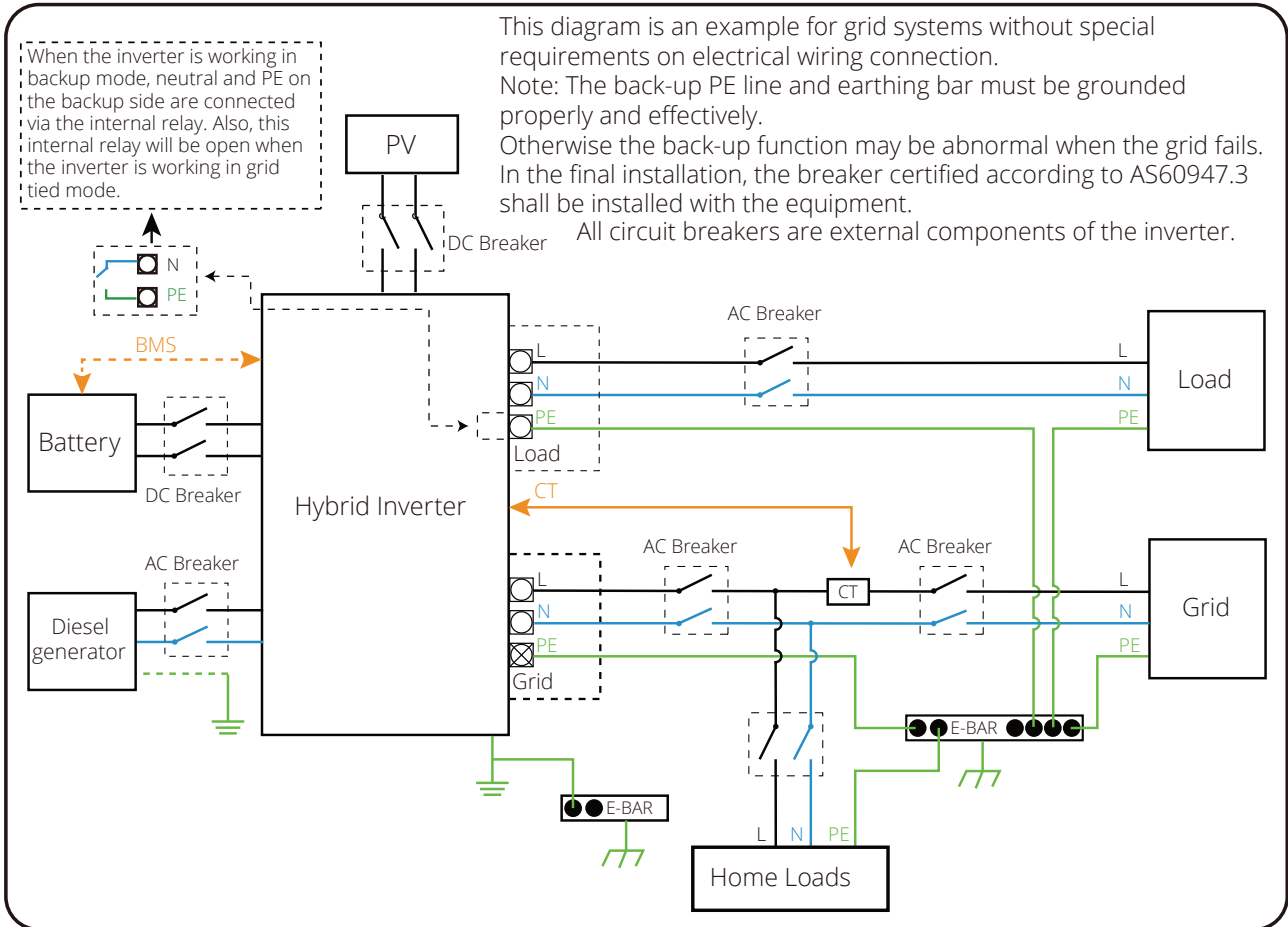 This diagram is an example for grid systems without special
requirements on electrical wiring connection.
Note: The back-up PE line and earthing bar must be grounded
properly and effectively.
Otherwise the back-up function may be abnormal when the grid fails.
In the final installation, the breaker certified according to AS60947.3
shall be installed with the equipment.
All circuit breakers are external components of the inverter.
When the inverter is working in
backup mode, neutral and PE on
the backup side are connected
via the internal relay. Also, this
internal relay will be open when
the inverter is working in grid
tied mode.
PV
DC Breaker
N
PE
BMS
Battery
DC Breaker
AC Breaker
Diesel
generator
Hybrid Inverter
L
N
PE
Load
AC Breaker
L
N
PE
Load
CT
L
N
PE
Grid
AC Breaker
CT
AC Breaker
L
N
PE
Grid
E-BAR
E-BAR
L
N
PE
Home Loads